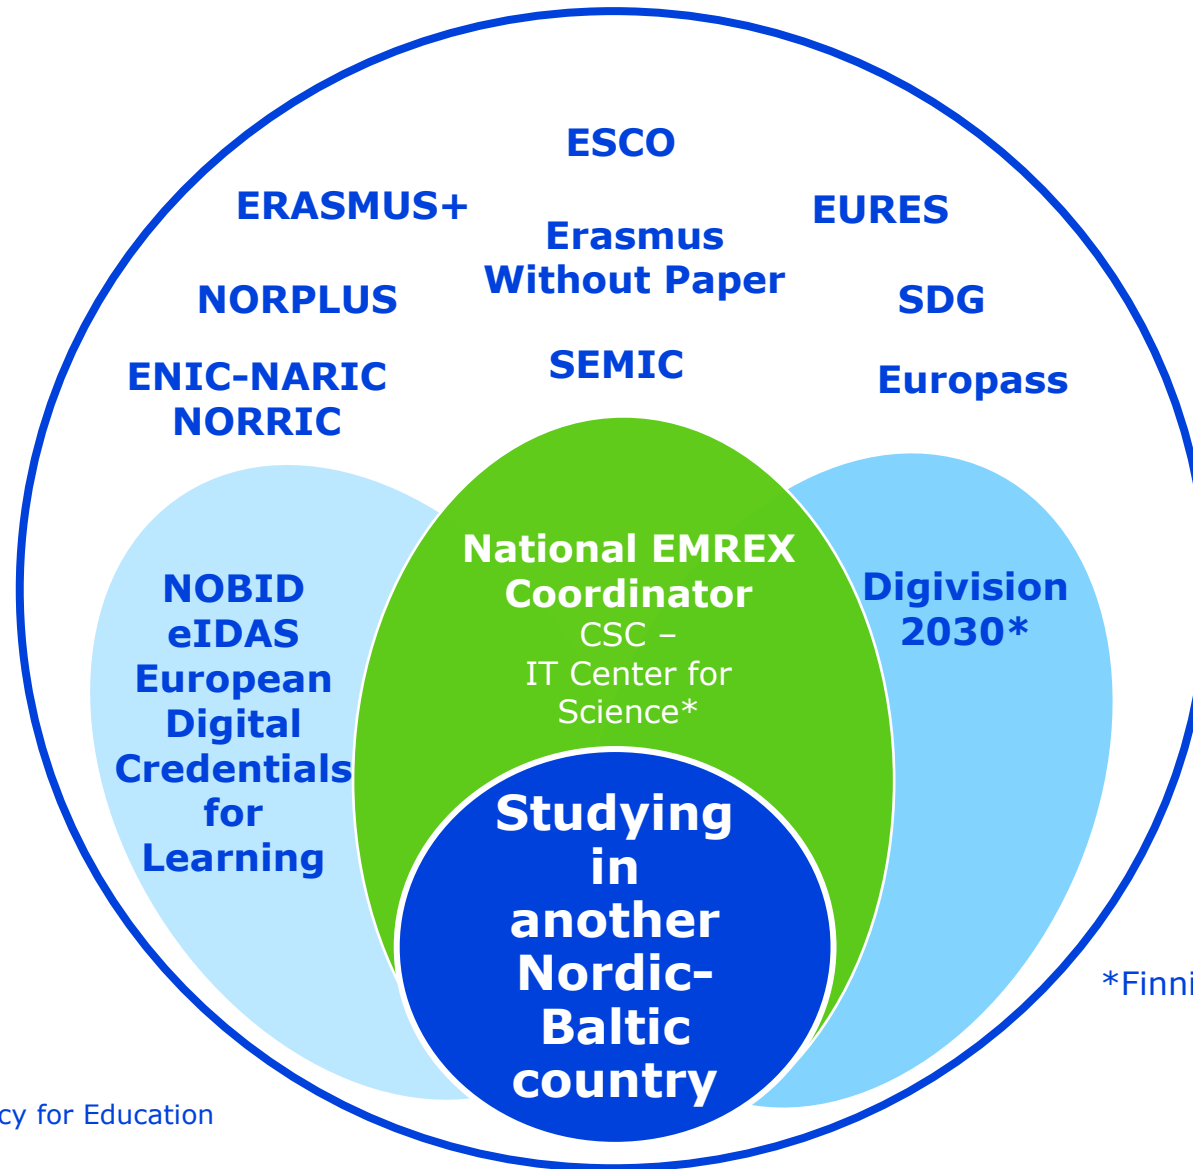 ESCO
ERASMUS+
EURES
Erasmus
Without Paper
NORPLUS
SDG
SEMIC
ENIC-NARIC
NORRIC
Europass
National EMREX
Coordinator
CSC –
IT Center for
Science*
NOBID
eIDAS
European
Digital
Credentials
for
Learning
Digivision
2030*
Studying
in
another
Nordic-
Baltic
country
*Finni
cy for Education